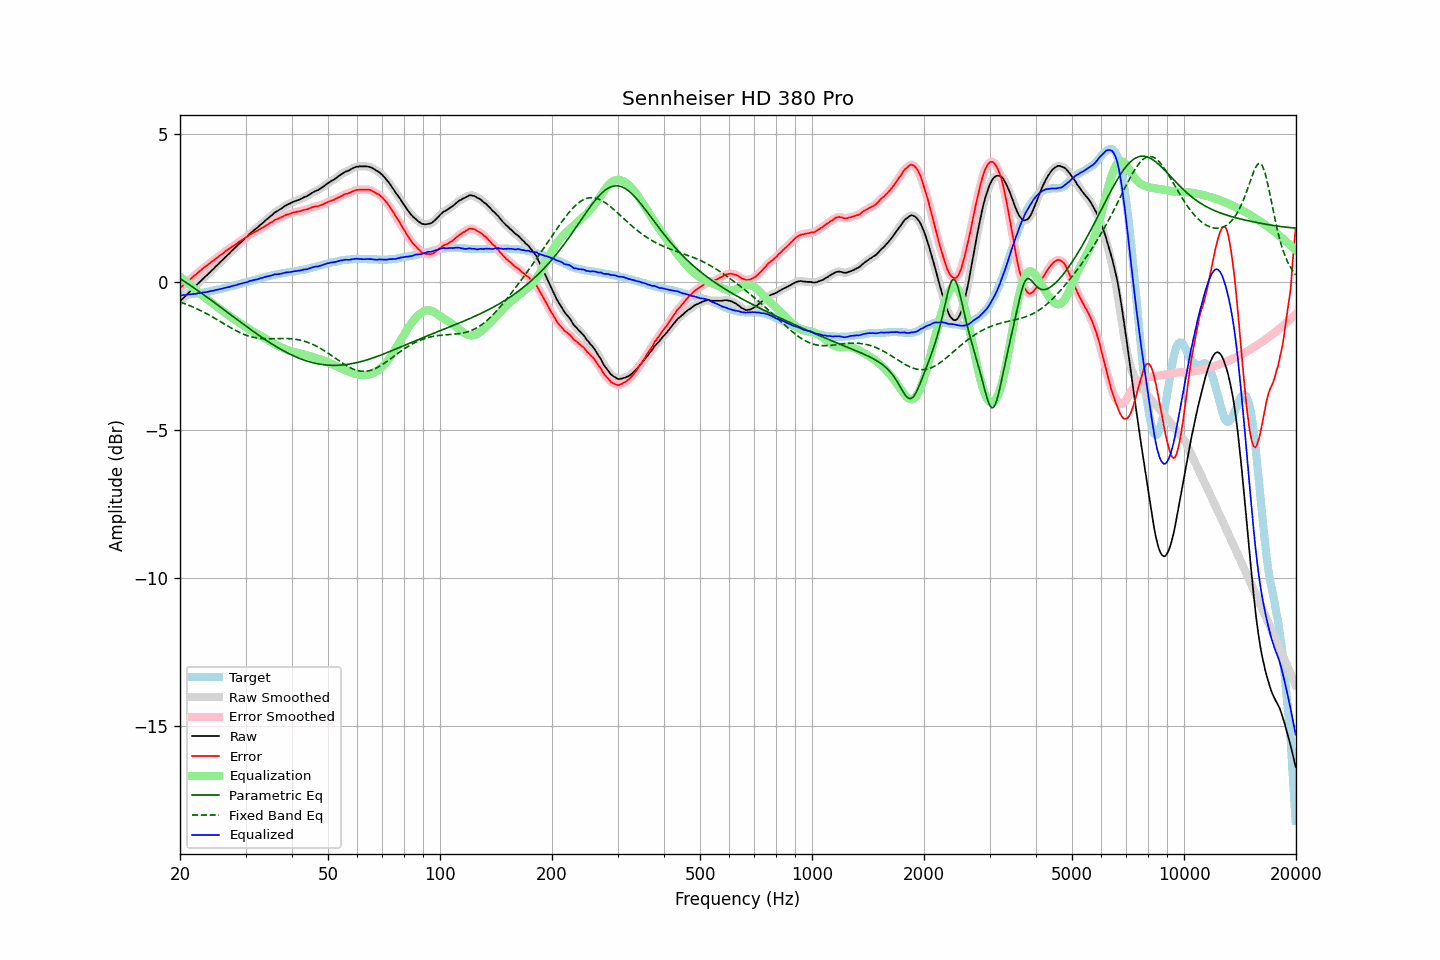 Sennheiser HD 380 Pro
Amplitude (dBr)
5
0
−5
−10
−15
Target
Raw Smoothed
Error Smoothed
Raw
Error
Equalization
Parametric Eq
Fixed Band Eq
Equalized
20 50 100 200 500 1000 2000 5000 10000 20000
Frequency (Hz)